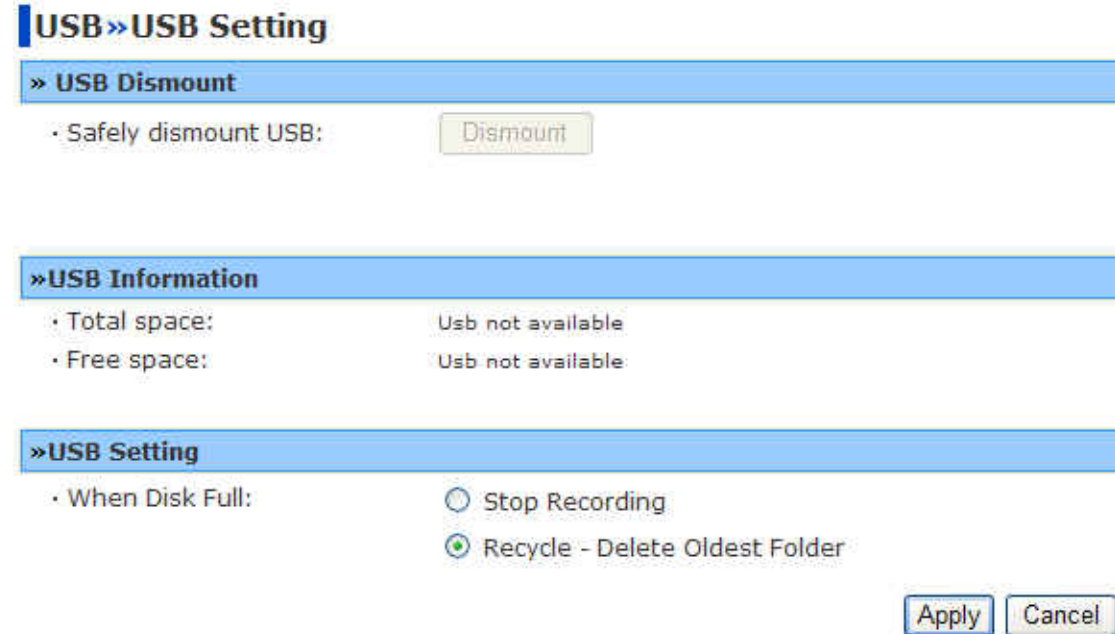 USB»USB Setting
» USB Dismount
· Safely dismount USB: Dismount
»USB Information
· Total space: Usb not available
· Free space: Usb not available
»USB Setting
· When Disk Full: Stop Recording
Recycle - Delete Oldest Folder
Apply Cancel